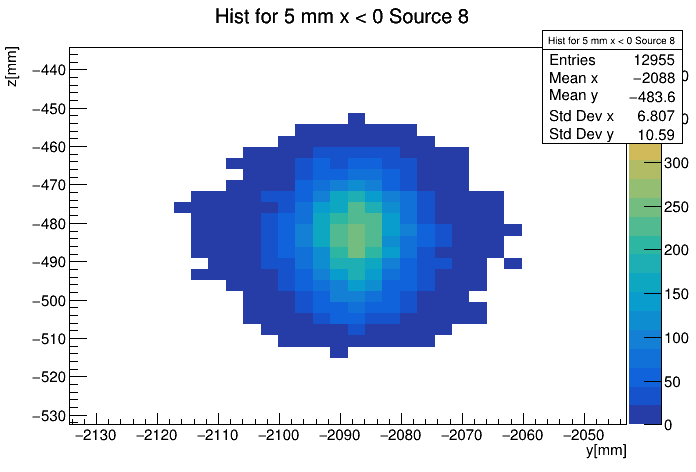 Hist for 5 mm x < 0 Source 8
z[mm]
Hist for 5 mm x < 0 Source 8
Entries 12955
Mean x −2088
Mean y −483.6
Std Dev x 6.807
Std Dev y 10.59
−440
−450
−460
−470
−480
−490
−500
−510
−520
−530
300
250
200
150
100
50
0
−2130
−2120
−2110
−2100
−2090
−2080
−2070
−2060
−2050
y[mm]